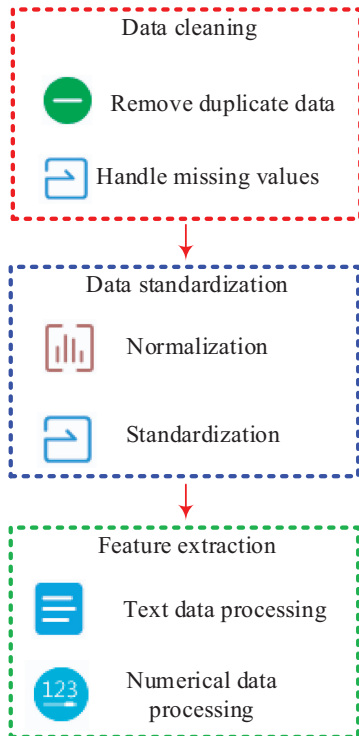 Data cleaning
Remove duplicate data
Handle missing values
Data standardization
Normalization
Standardization
Feature extraction
Text data processing
123
Numerical data
processing